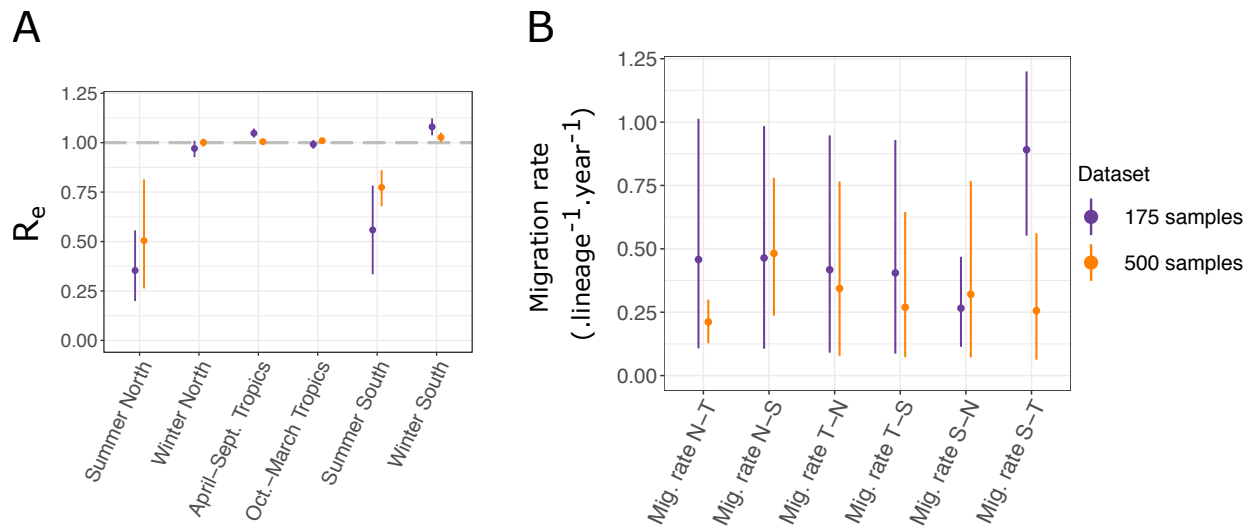 A
B
1.25
1.00
0.75
0.50
0.25
0.00
Re
Summer North
Winter North
April−Sept. Tropics
Oct.−March Tropics
Summer South
Winter South
1.25
1.00
0.75
0.50
0.25
0.00
Migration rate
(.lineage-1.year-1)
Mig. rate N−T
Mig. rate N−S
Mig. rate T−N
Mig. rate T−S
Mig. rate S−N
Mig. rate S−T
Dataset
175 samples
500 samples